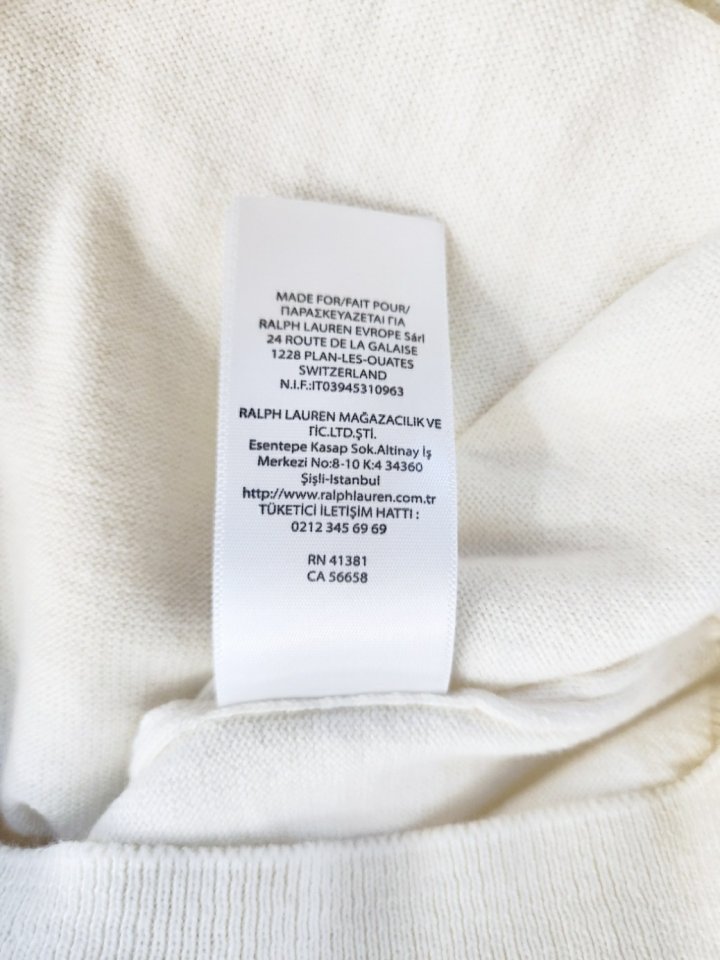 MADE FOR/FAIT POUR/
ΠΑΡΑΣΚΕΥΑΖΕΤΑΙ ΓΙΑ
RALPH LAUREN EVROPE Sárl
24 ROUTE DE LA GALAISE
1228 PLAN-LES-OUATES
SWITZERLAND
N.I.F.:IT03945310963
RALPH LAUREN MAĞAZACILIK VE
TİC.LTD.ŞTİ.
Esentepe Kasap Sok.Altinay İş
Merkezi No:8-10 K:4 34360
Şişli-Istanbul
http://www.ralphlauren.com.tr
TÜKETİCİ İLETİŞİM HATTI :
0212 345 69 69
RN 41381
CA 56658